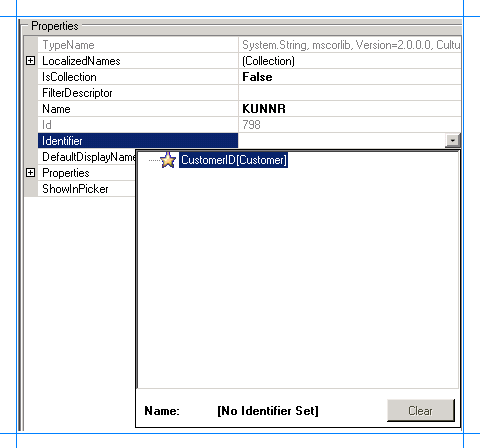 Properties
TypeName System.String, mscorlib, Version=2.0.0.0, Cultu
LocalizedNames (Collection)
IsCollection False
FilterDescriptor
Name KUNNR
Id 798
Identifier
DefaultDisplayName
Properties
ShowInPicker
CustomerID[Customer]
Name: [No Identifier Set] Clear